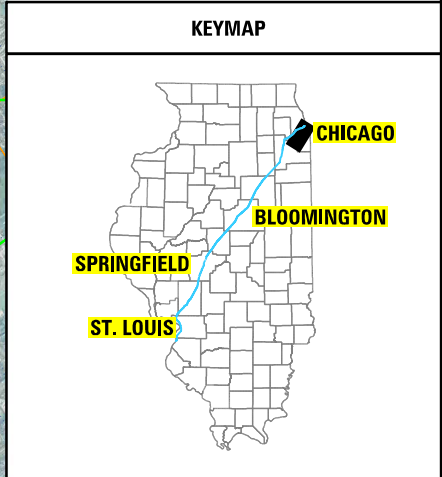 KEYMAP
CHICAGO
BLOOMINGTON
SPRINGFIELD
ST. LOUIS